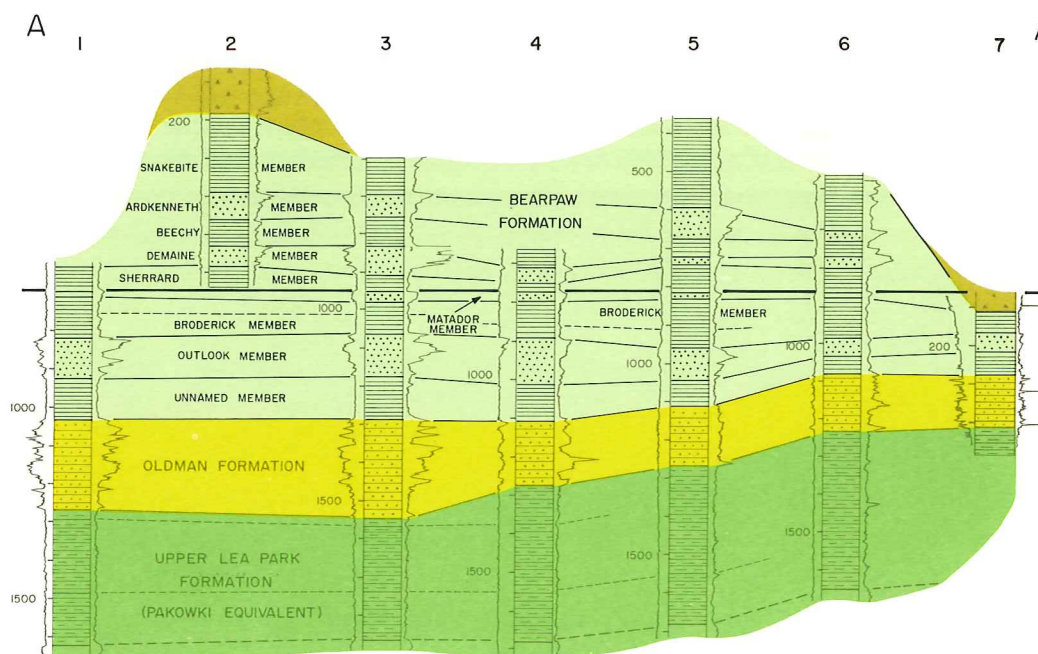 A
1 2 3 4 5 6 7
200
SNAKEBITE MEMBER
500
ARDKENNETH MEMBER
BEARPAW
FORMATION
BEECHY MEMBER
DEMAINE MEMBER
SHERRARD MEMBER
1000
MATADOR
MEMBER
BRODERICK MEMBER
BRODERICK MEMBER
OUTLOOK MEMBER
1000
1000
1000
200
UNNAMED MEMBER
1000
OLDMAN FORMATION
1500
UPPER LEA PARK
FORMATION
(PAKOWKI EQUIVALENT)
1500
1500
1500
1500